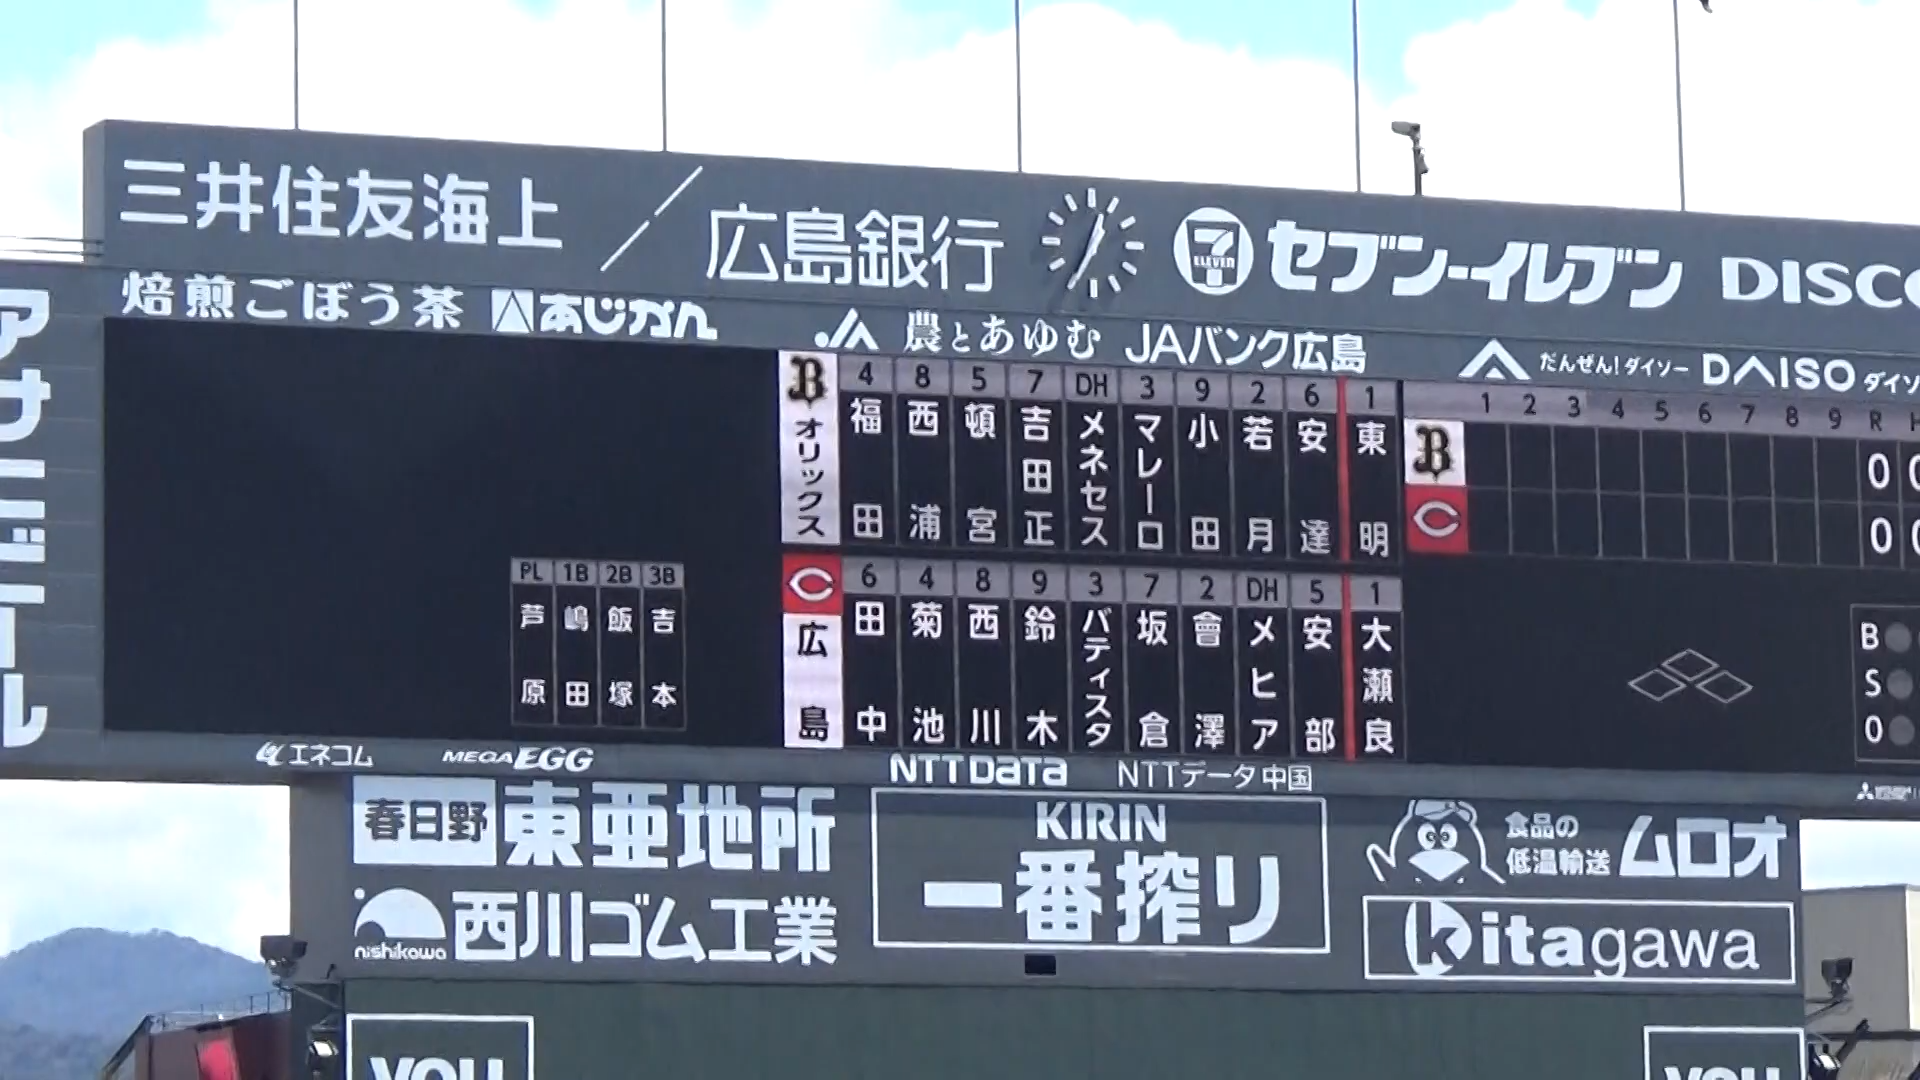 三井住友海上
広島銀行
7 ELEVEN
セブン-イレブン
DISC
焙煎ごぼう茶 あじかん
JA 農とあゆむ JAバンク広島
だんぜん!ダイソー DAISO ダイソ
アサヒビール
B 4 8 5 7 DH 3 9 2 6 1
オリックス 福田 西浦 頓宮 吉田正 メネセス マレーロ 小田 若月 安達 東明
C 6 4 8 9 3 7 2 DH 5 1
広島 田中 菊池 西川 鈴木 バティスタ 坂倉 會澤 メヒア 安部 大瀬良
1 2 3 4 5 6 7 8 9 R H
B 0 0
C 0 0
PL 1B 2B 3B
芦原 嶋田 飯塚 吉本
B
S
O
エネコム MEGA EGG
NTT DATA NTTデータ中国
春日野 東亜地所
nishikawa 西川ゴム工業
KIRIN
一番搾り
食品の
低温輸送 ムロオ
kitagawa
YOU
YOU